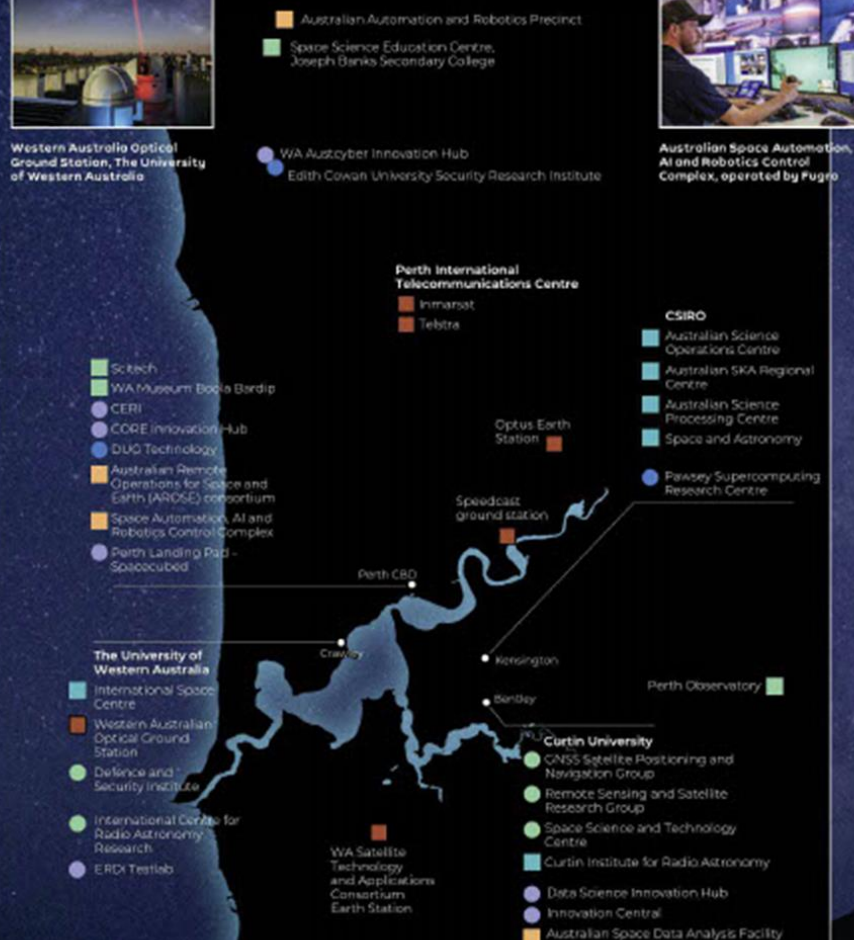 Australian Automation and Robotics Precinct
Space Science Education Centre,
Joseph Banks Secondary College
Western Australia Optical
Ground Station, The University
of Western Australia
Australian Space Automation,
AI and Robotics Control
Complex, operated by Fugro
WA Austcyber Innovation Hub
Edith Cowan University Security Research Institute
Perth International
Telecommunications Centre
Inmarsat
Telstra
CSIRO
Australian Science
Operations Centre
Australian SKA Regional
Centre
Australian Science
Processing Centre
Space and Astronomy
Pawsey Supercomputing
Research Centre
Scitech
WA Museum Boola Bardip
CERI
CORE Innovation Hub
DUG Technology
Australian Remote
Operations for Space and
Earth (AROSE) consortium
Space Automation, AI and
Robotics Control Complex
Perth Landing Pad -
Spacecubed
Optus Earth
Station
Speedcast
ground station
Perth CBD
Crawley
Kensington
Bentley
Perth Observatory
The University of
Western Australia
International Space
Centre
Western Australian
Optical Ground
Station
Defence and
Security Institute
International Centre for
Radio Astronomy
Research
ERDi Testlab
WA Satellite
Technology
and Applications
Consortium
Earth Station
Curtin University
GNSS Satellite Positioning and
Navigation Group
Remote Sensing and Satellite
Research Group
Space Science and Technology
Centre
Curtin Institute for Radio Astronomy
Data Science Innovation Hub
Innovation Central
Australian Space Data Analysis Facility